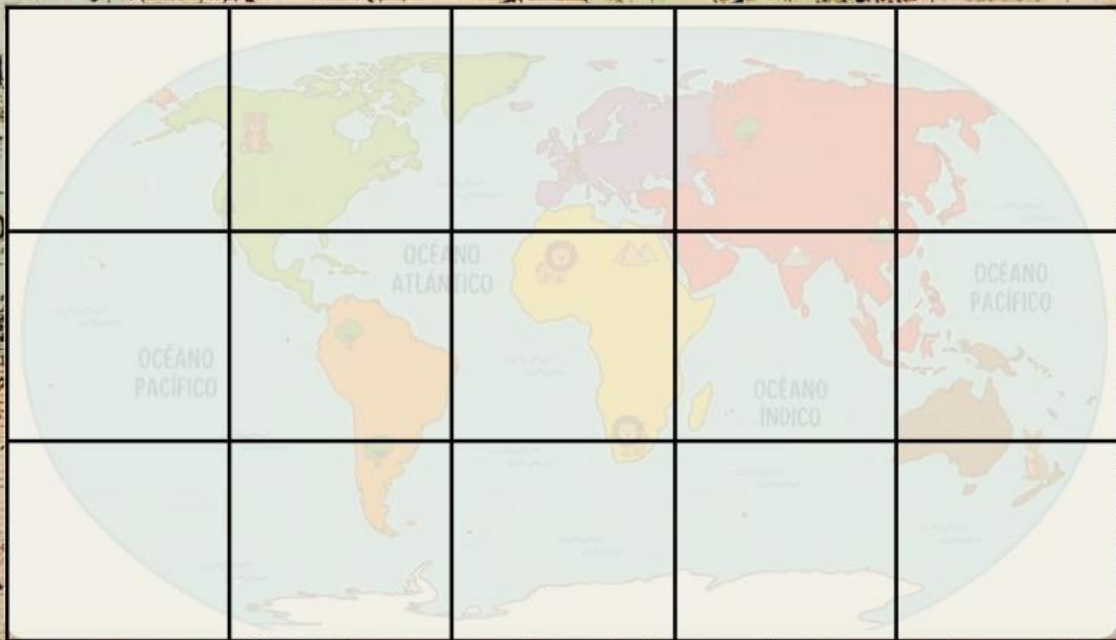 OCÉANO
ATLÁNTICO
OCÉANO
PACÍFICO
OCÉANO
PACÍFICO
OCÉANO
ÍNDICO